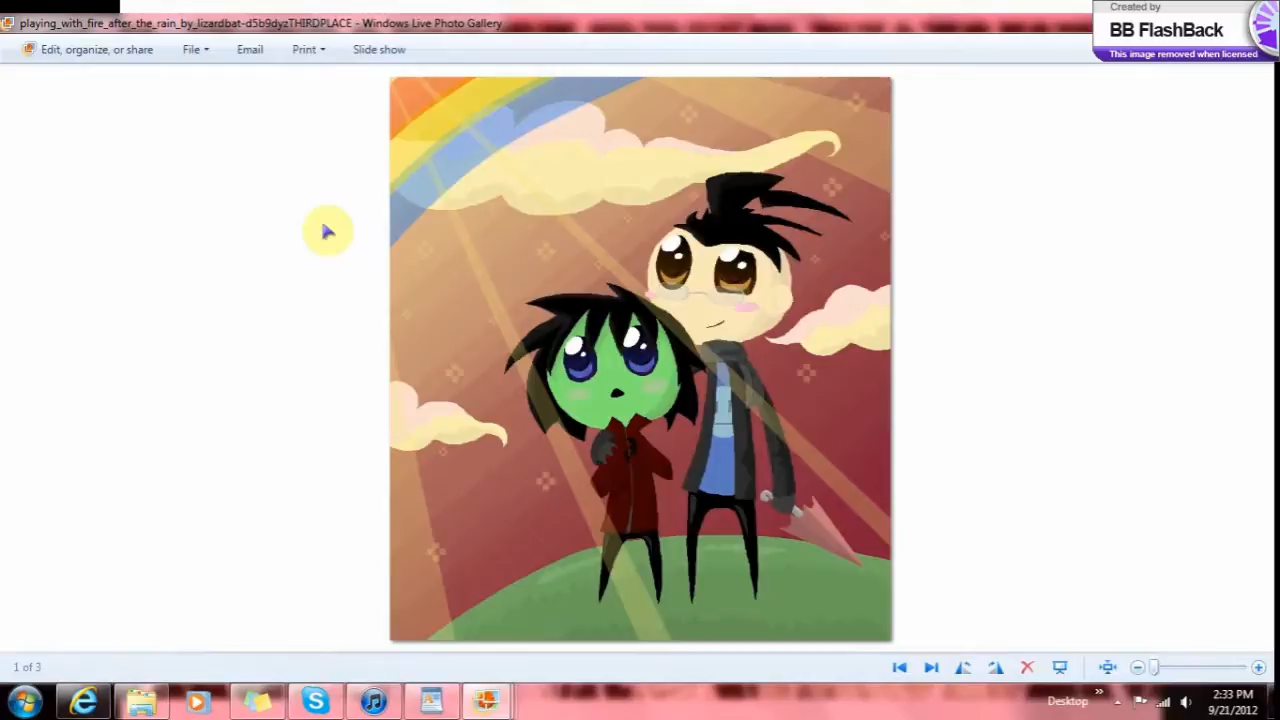 playing_with_fire_after_the_rain_by_lizardbat-d5b9dyzTHIRDPLACE - Windows Live Photo Gallery
Created by
BB FlashBack
This image removed when licensed
Edit, organize, or share File Email Print Slide show
1 of 3
Desktop
2:33 PM
9/21/2012